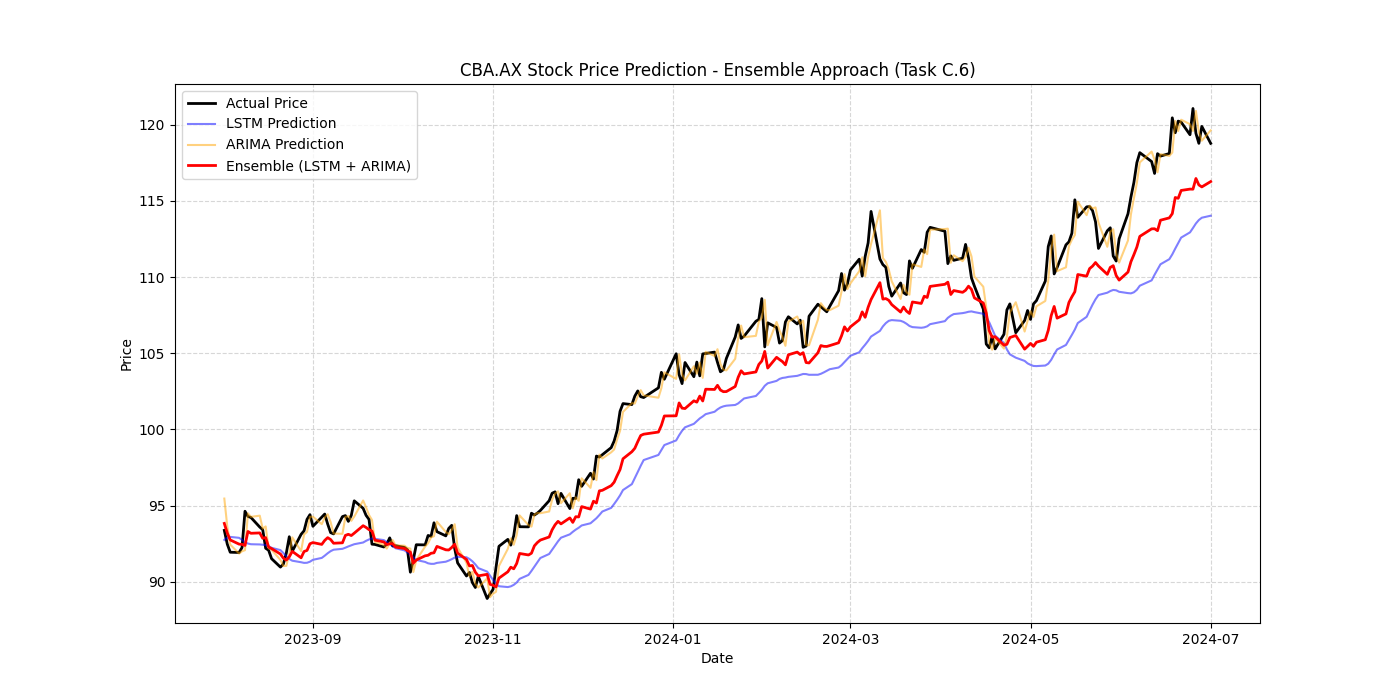 CBA.AX Stock Price Prediction - Ensemble Approach (Task C.6)
Actual Price
LSTM Prediction
ARIMA Prediction
Ensemble (LSTM + ARIMA)
120
115
110
105
100
95
90
Price
2023-09
2023-11
2024-01
2024-03
2024-05
2024-07
Date